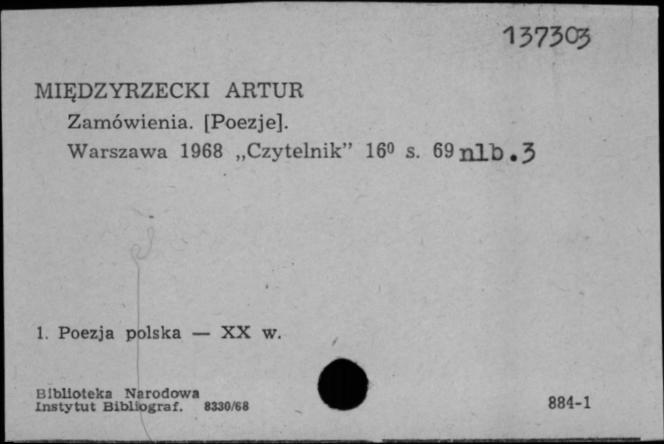 137303
MIĘDZYRZECKI ARTUR
Zamówienia. [Poezje].
Warszawa 1968 „Czytelnik” 16⁰ s. 69 nlb.3
1. Poezja polska — XX w.
Biblioteka Narodowa
Instytut Bibliograf. 8330/68
884-1